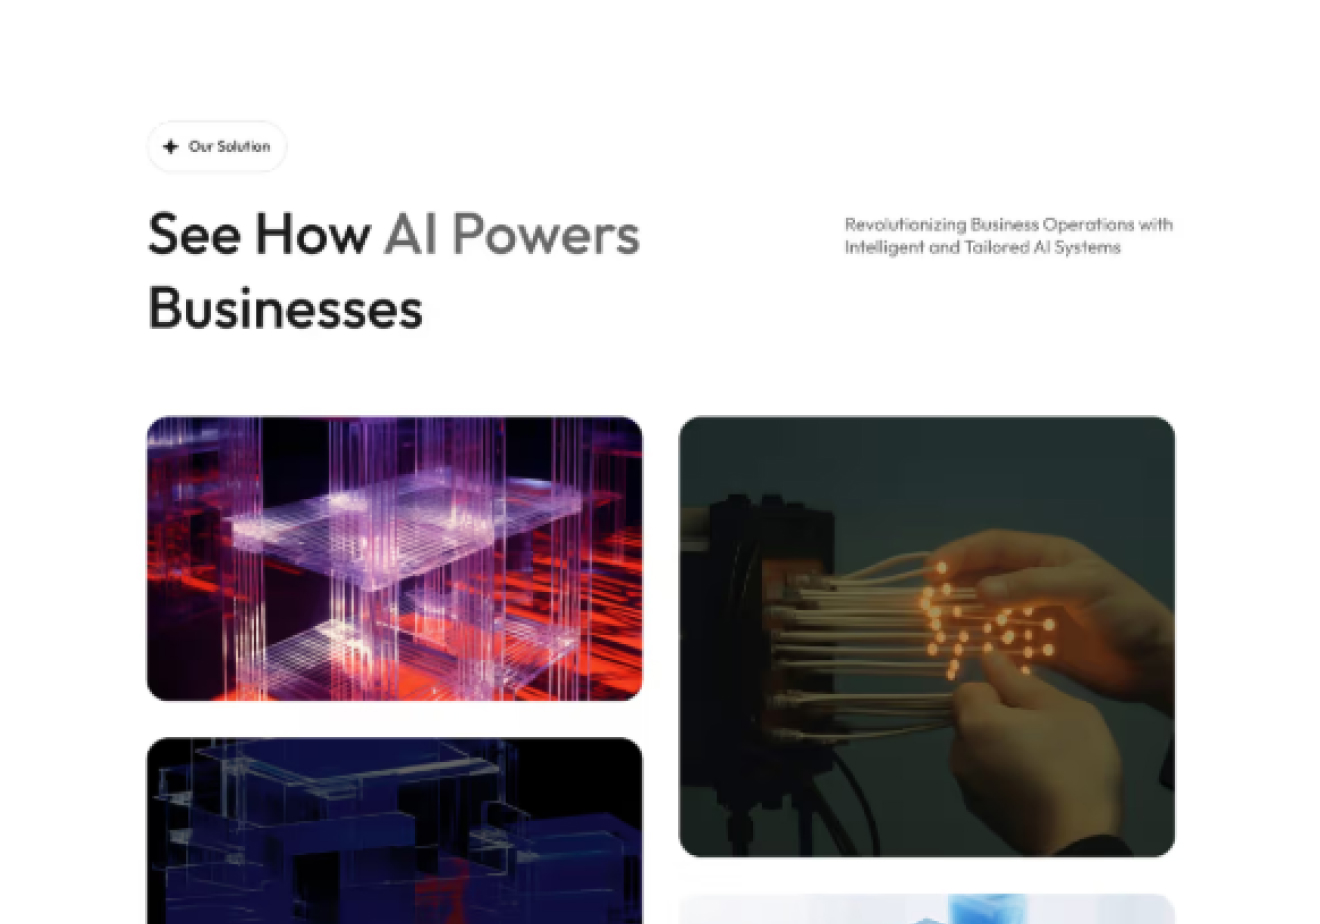 Our Solution
See How AI Powers
Businesses
Revolutionizing Business Operations with
Intelligent and Tailored AI Systems